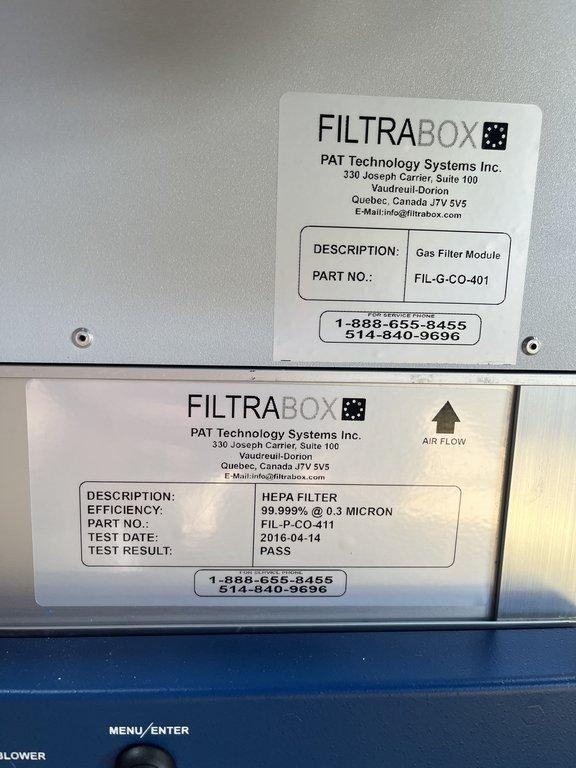 FILTRABOX
PAT Technology Systems Inc.
330 Joseph Carrier, Suite 100
Vaudreuil-Dorion
Quebec, Canada J7V 5V5
E-Mail:info@filtrabox.com
DESCRIPTION: Gas Filter Module
PART NO.: FIL-G-CO-401
FOR SERVICE PHONE
1-888-655-8455
514-840-9696
FILTRABOX
AIR FLOW
PAT Technology Systems Inc.
330 Joseph Carrier, Suite 100
Vaudreuil-Dorion
Quebec, Canada J7V 5V5
E-Mail:info@filtrabox.com
DESCRIPTION: HEPA FILTER
EFFICIENCY: 99.999% @ 0.3 MICRON
PART NO.: FIL-P-CO-411
TEST DATE: 2016-04-14
TEST RESULT: PASS
FOR SERVICE PHONE
1-888-655-8455
514-840-9696
MENU/ENTER
BLOWER